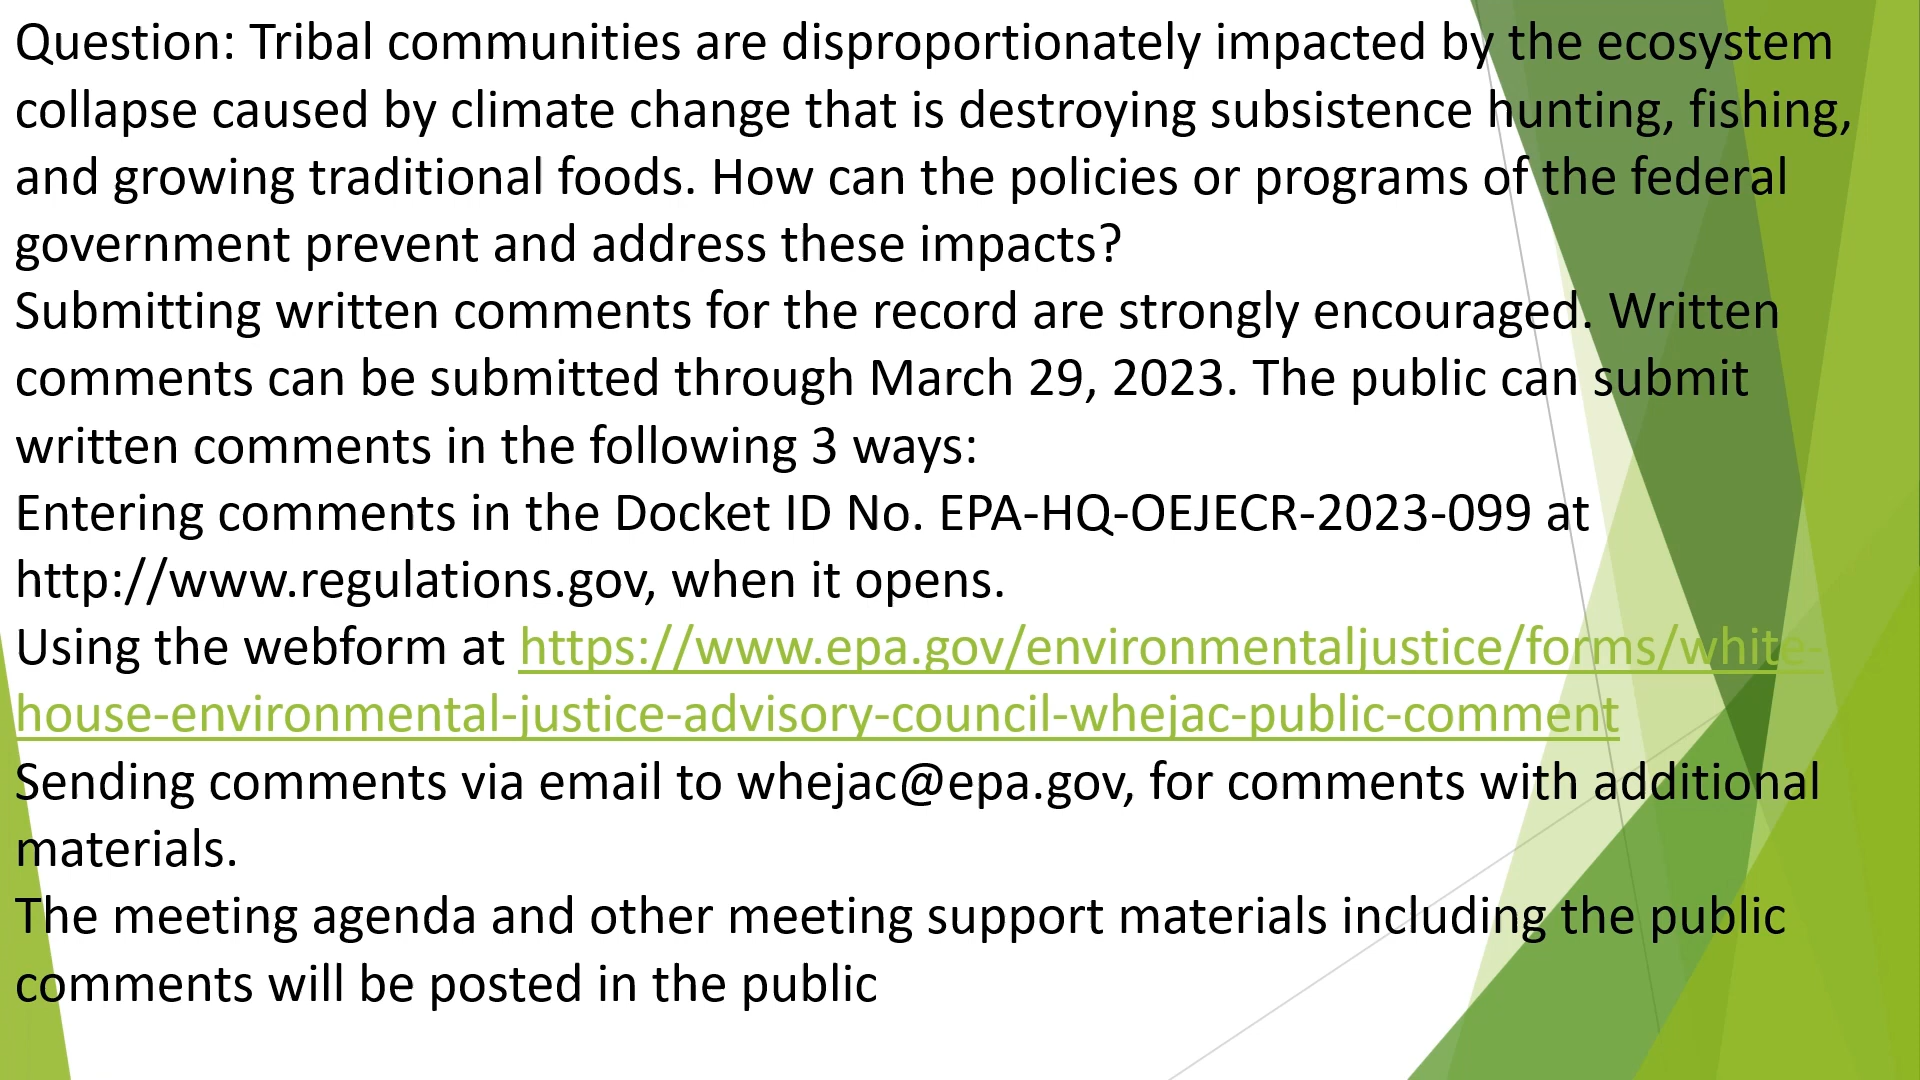 Question: Tribal communities are disproportionately impacted by the ecosystem
collapse caused by climate change that is destroying subsistence hunting, fishing,
and growing traditional foods. How can the policies or programs of the federal
government prevent and address these impacts?
Submitting written comments for the record are strongly encouraged. Written
comments can be submitted through March 29, 2023. The public can submit
written comments in the following 3 ways:
Entering comments in the Docket ID No. EPA-HQ-OEJECR-2023-099 at
http://www.regulations.gov, when it opens.
Using the webform at https://www.epa.gov/environmentaljustice/forms/white-
house-environmental-justice-advisory-council-whejac-public-comment
Sending comments via email to whejac@epa.gov, for comments with additional
materials.
The meeting agenda and other meeting support materials including the public
comments will be posted in the public